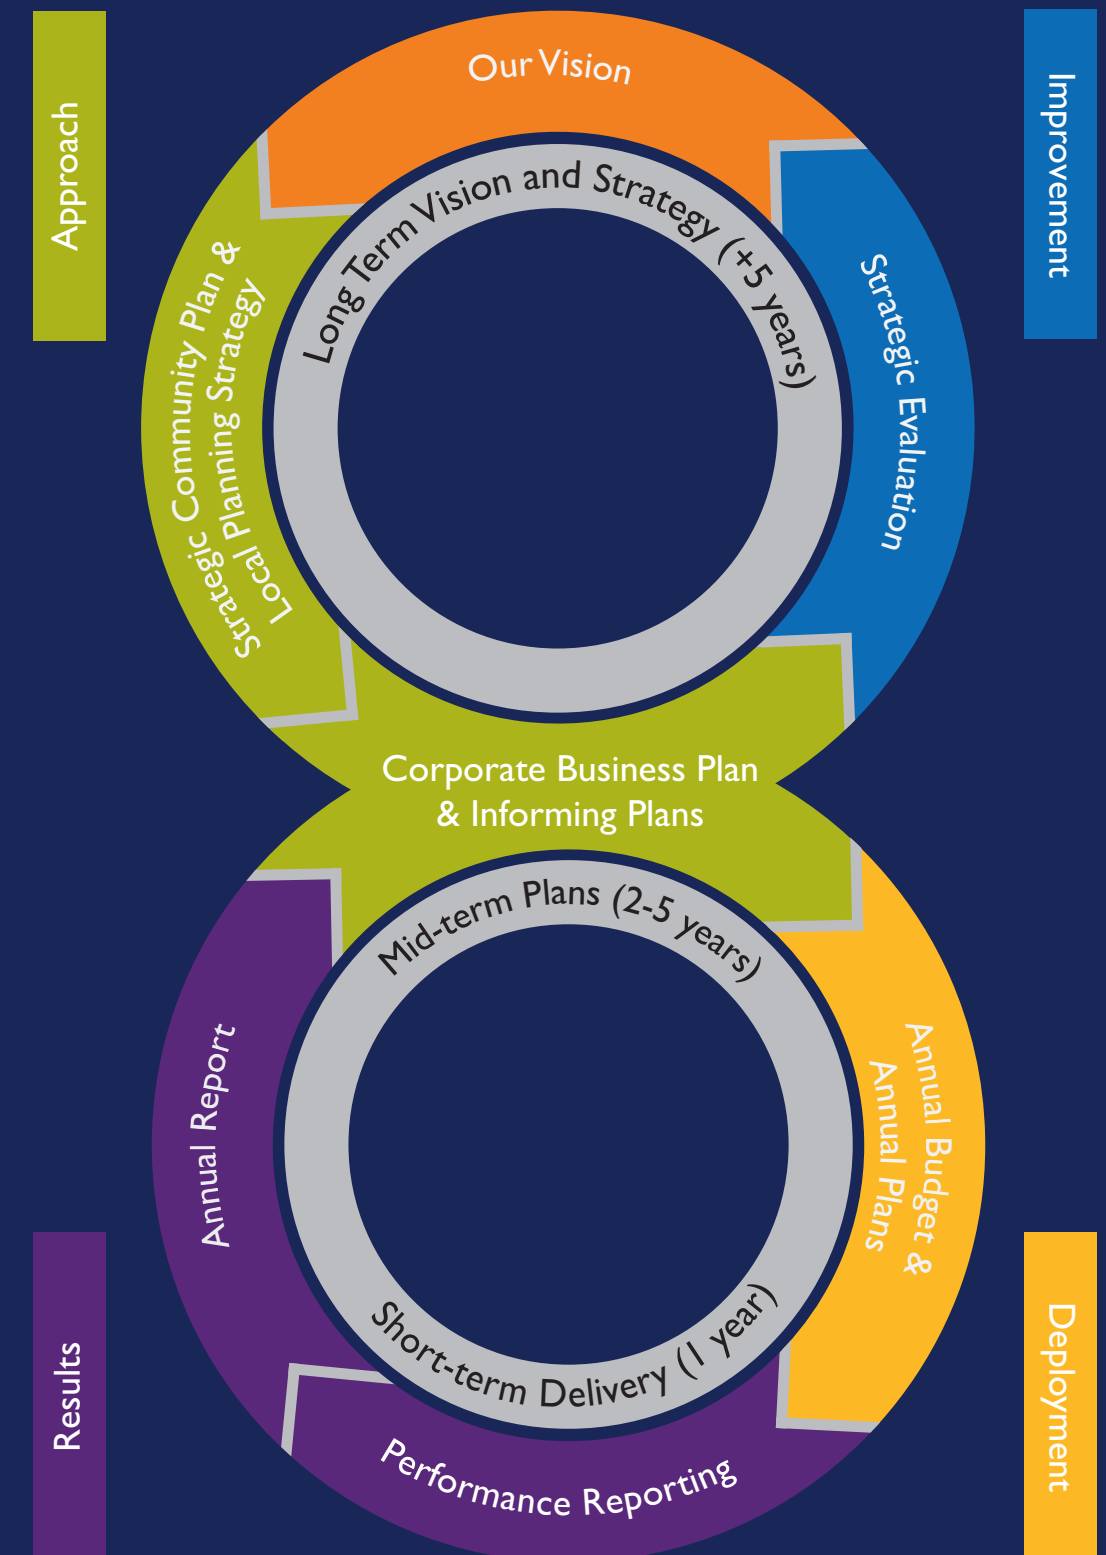 Approach
Improvement
Our Vision
Long Term Vision and Strategy (+5 years)
Strategic Community Plan &
Local Planning Strategy
Strategic Evaluation
Corporate Business Plan
& Informing Plans
Mid-term Plans (2-5 years)
Annual Report
Annual Budget &
Annual Plans
Short-term Delivery (1 year)
Performance Reporting
Results
Deployment